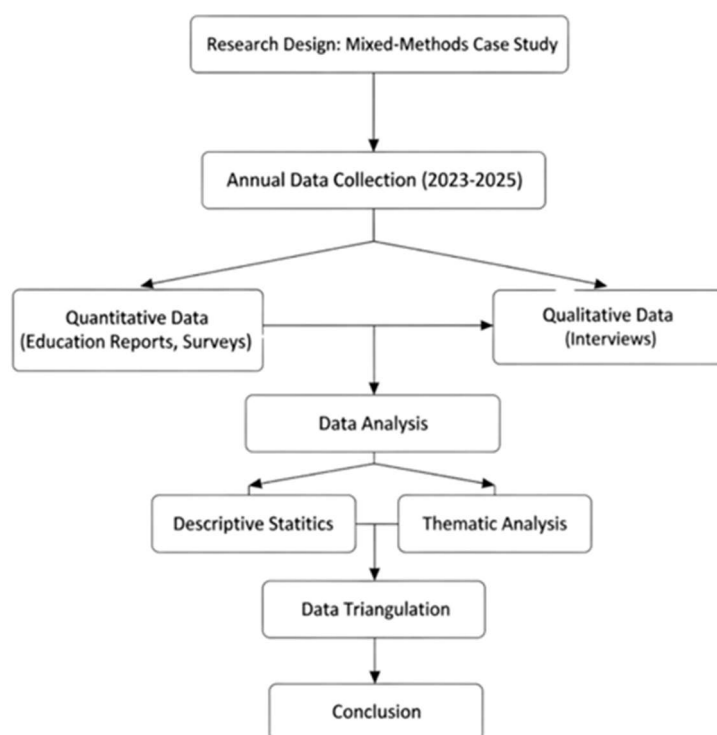 Research Design: Mixed-Methods Case Study
Annual Data Collection (2023-2025)
Quantitative Data
(Education Reports, Surveys)
Qualitative Data
(Interviews)
Data Analysis
Descriptive Statitics
Thematic Analysis
Data Triangulation
Conclusion